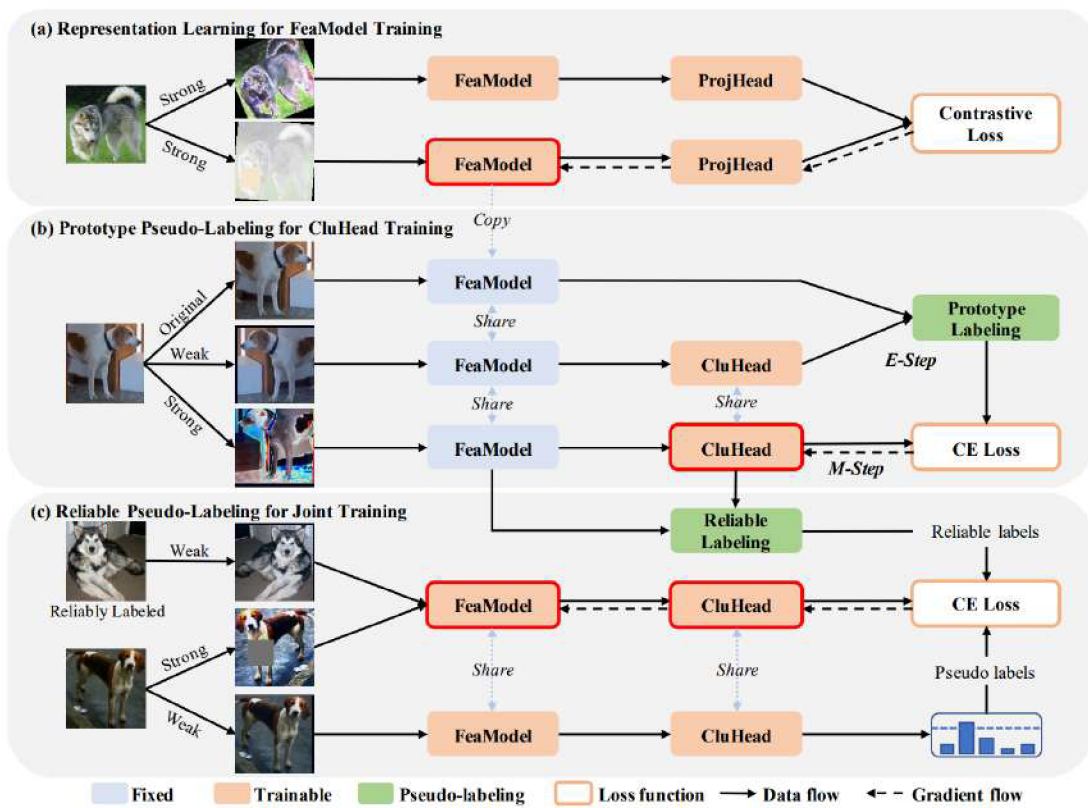 (a) Representation Learning for FeaModel Training
Strong
FeaModel
ProjHead
Contrastive
Loss
Strong
FeaModel
ProjHead
Copy
(b) Prototype Pseudo-Labeling for CluHead Training
Original
FeaModel
Share
Prototype
Labeling
Weak
FeaModel
CluHead
E-Step
Share
Share
Strong
FeaModel
CluHead
M-Step
CE Loss
(c) Reliable Pseudo-Labeling for Joint Training
Reliable
Labeling
Reliable labels
Weak
Reliably Labeled
FeaModel
CluHead
CE Loss
Strong
Share
Share
Pseudo labels
Weak
FeaModel
CluHead
Fixed
Trainable
Pseudo-labeling
Loss function
Data flow
Gradient flow